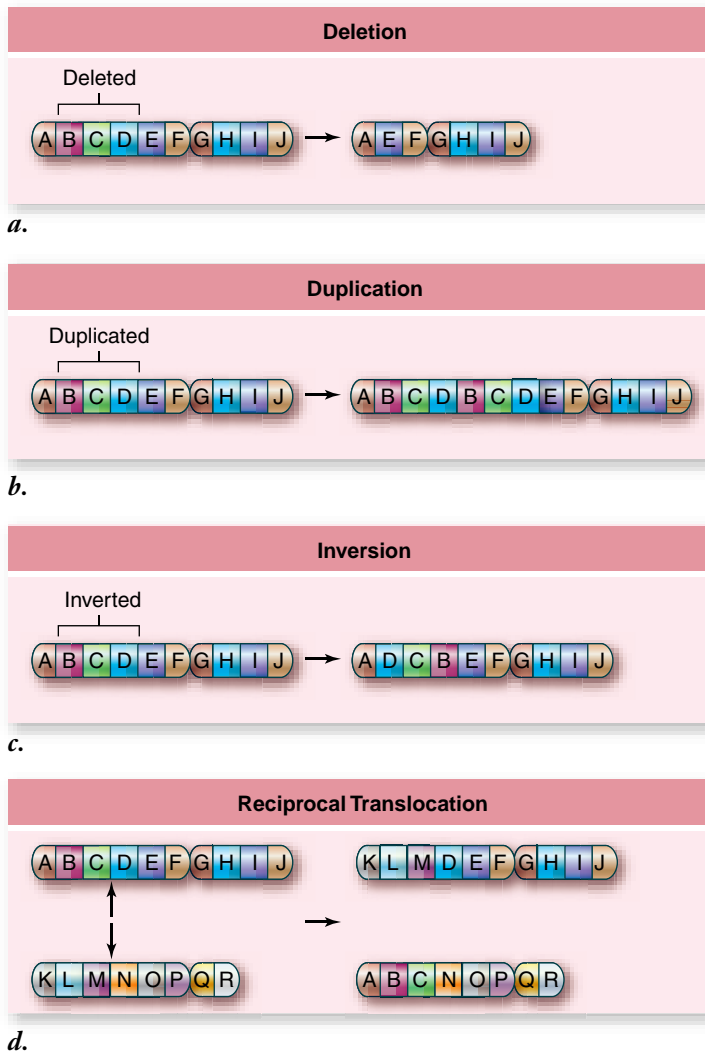 Deletion
Deleted
A B C D E F G H I J
A E F G H I J
a.
Duplication
Duplicated
A B C D E F G H I J
A B C D B C D E F G H I J
b.
Inversion
Inverted
A B C D E F G H I J
A D C B E F G H I J
c.
Reciprocal Translocation
A B C D E F G H I J
K L M D E F G H I J
K L M N O P Q R
A B C N O P Q R
d.